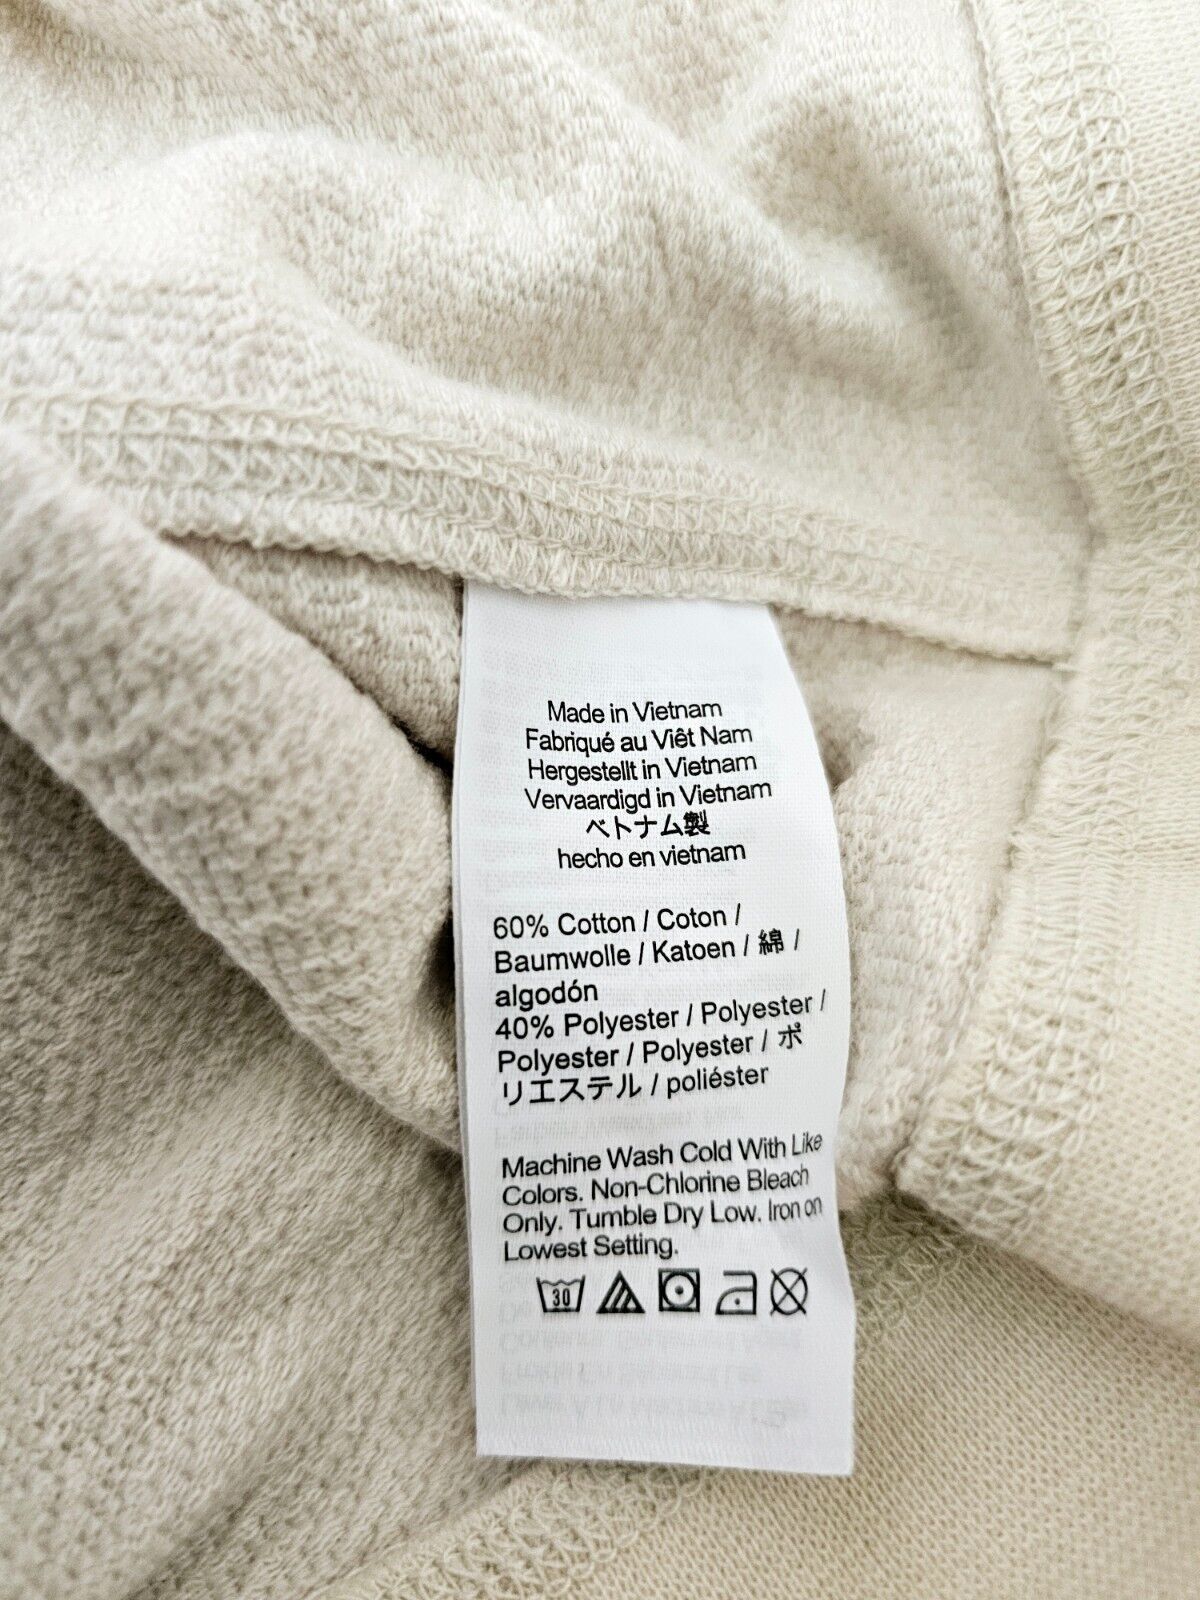 Made in Vietnam
Fabriqué au Viêt Nam
Hergestellt in Vietnam
Vervaardigd in Vietnam
ベトナム製
hecho en vietnam
60% Cotton / Coton /
Baumwolle / Katoen / 綿 /
algodón
40% Polyester / Polyester /
Polyester / Polyester / ポ
リエステル / poliéster
Machine Wash Cold With Like
Colors. Non-Chlorine Bleach
Only. Tumble Dry Low. Iron on
Lowest Setting.
30